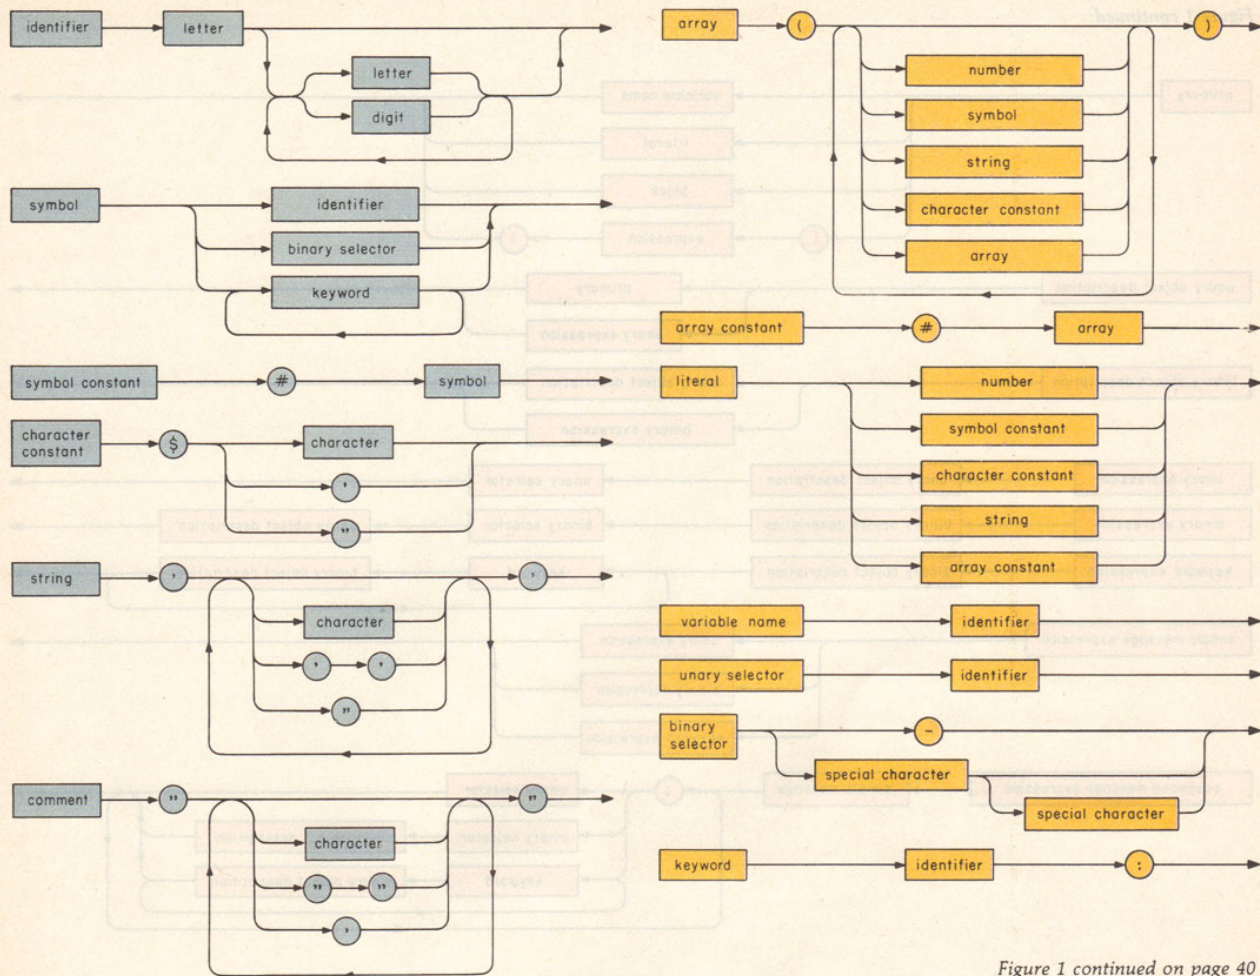 identifier
letter
letter
digit
symbol
identifier
binary selector
keyword
symbol constant
#
symbol
character
constant
$
character
'
"
string
'
'
character
'
'
"
comment
"
"
character
"
"
'
array
(
)
number
symbol
string
character constant
array
array constant
#
array
literal
number
symbol constant
character constant
string
array constant
variable name
identifier
unary selector
identifier
binary
selector
-
special character
special character
keyword
identifier
:
Figure 1 continued on page 40